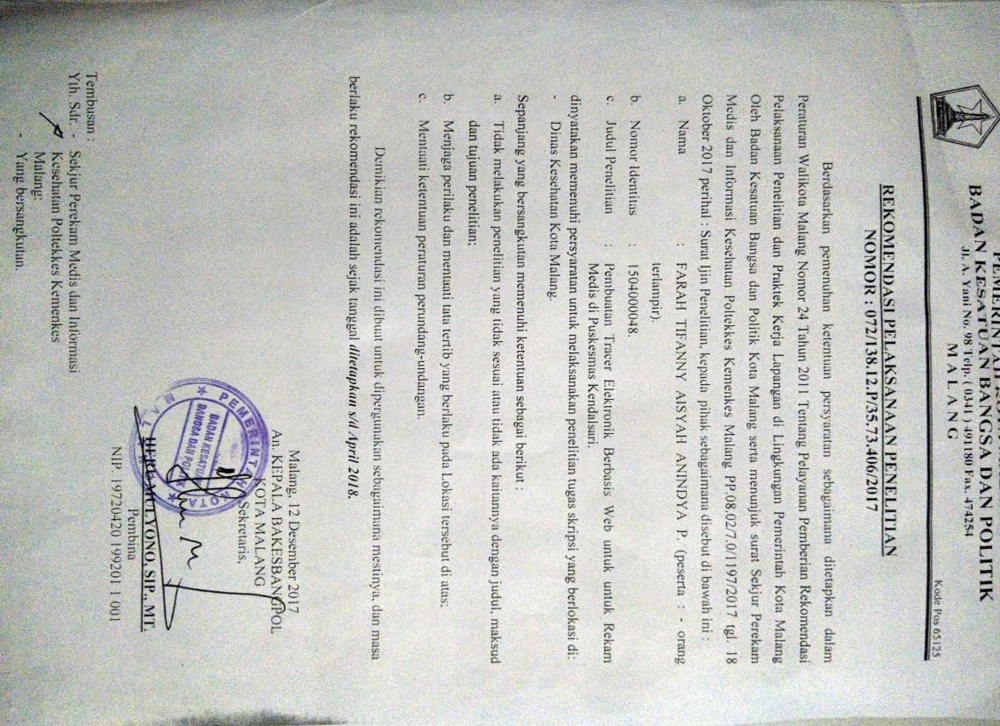 PEMERINTAH
BADAN KESATUAN BANGSA DAN POLITIK
Jl. A. Yani No. 98 Telp. (0341) 491180 Fax. 474254
M A L A N G
Kode Pos 65125
REKOMENDASI PELAKSANAAN PENELITIAN
NOMOR : 072/138.12.P/35.73.406/2017
Berdasarkan pemenuhan ketentuan persyaratan sebagaimana ditetapkan dalam
Peraturan Walikota Malang Nomor 24 Tahun 2011 Tentang Pelayanan Pemberian Rekomendasi
Pelaksanaan Penelitian dan Praktek Kerja Lapangan di Lingkungan Pemerintah Kota Malang
Oleh Badan Kesatuan Bangsa dan Politik Kota Malang serta menunjuk surat Sekjur Perekam
Medis dan Informasi Kesehatan Poltekkes Kemenkes Malang PP.08.02/7.0/1197/2017 tgl. 18
Oktober 2017 perihal : Surat Ijin Penelitian, kepada pihak sebagaimana disebut di bawah ini :
a. Nama : FARAH TIFANNY AISYAH ANINDYA P. (peserta : - orang
terlampir).
b. Nomor Identitas : 1504000048.
c. Judul Penelitian : Pembuatan Tracer Elektronik Berbasis Web untuk untuk Rekam
Medis di Puskesmas Kendalsari.
dinyatakan memenuhi persyaratan untuk melaksanakan penelitian tugas skripsi yang berlokasi di:
- Dinas Kesehatan Kota Malang.
Sepanjang yang bersangkutan memenuhi ketentuan sebagai berikut :
a. Tidak melakukan penelitian yang tidak sesuai atau tidak ada kaitannya dengan judul, maksud
dan tujuan penelitian;
b. Menjaga perilaku dan mentaati tata tertib yang berlaku pada Lokasi tersebut di atas;
c. Mentaati ketentuan peraturan perundang-undangan.
Demikian rekomendasi ini dibuat untuk dipergunakan sebagaimana mestinya, dan masa
berlaku rekomendasi ini adalah sejak tanggal ditetapkan s/d April 2018.
Malang, 12 Desember 2017
An. KEPALA BAKESBANGPOL
KOTA MALANG
Sekretaris,
PEMERINTAH KOTA
BADAN KESATUAN
BANGSA DAN POL
HERI MULYONO, SIP., MT.
Pembina
NIP. 19720420 199201 1 001
Tembusan :
Yth. Sdr. - Sekjur Perekam Medis dan Informasi
Kesehatan Poltekkes Kemenkes
Malang;
- Yang bersangkutan.